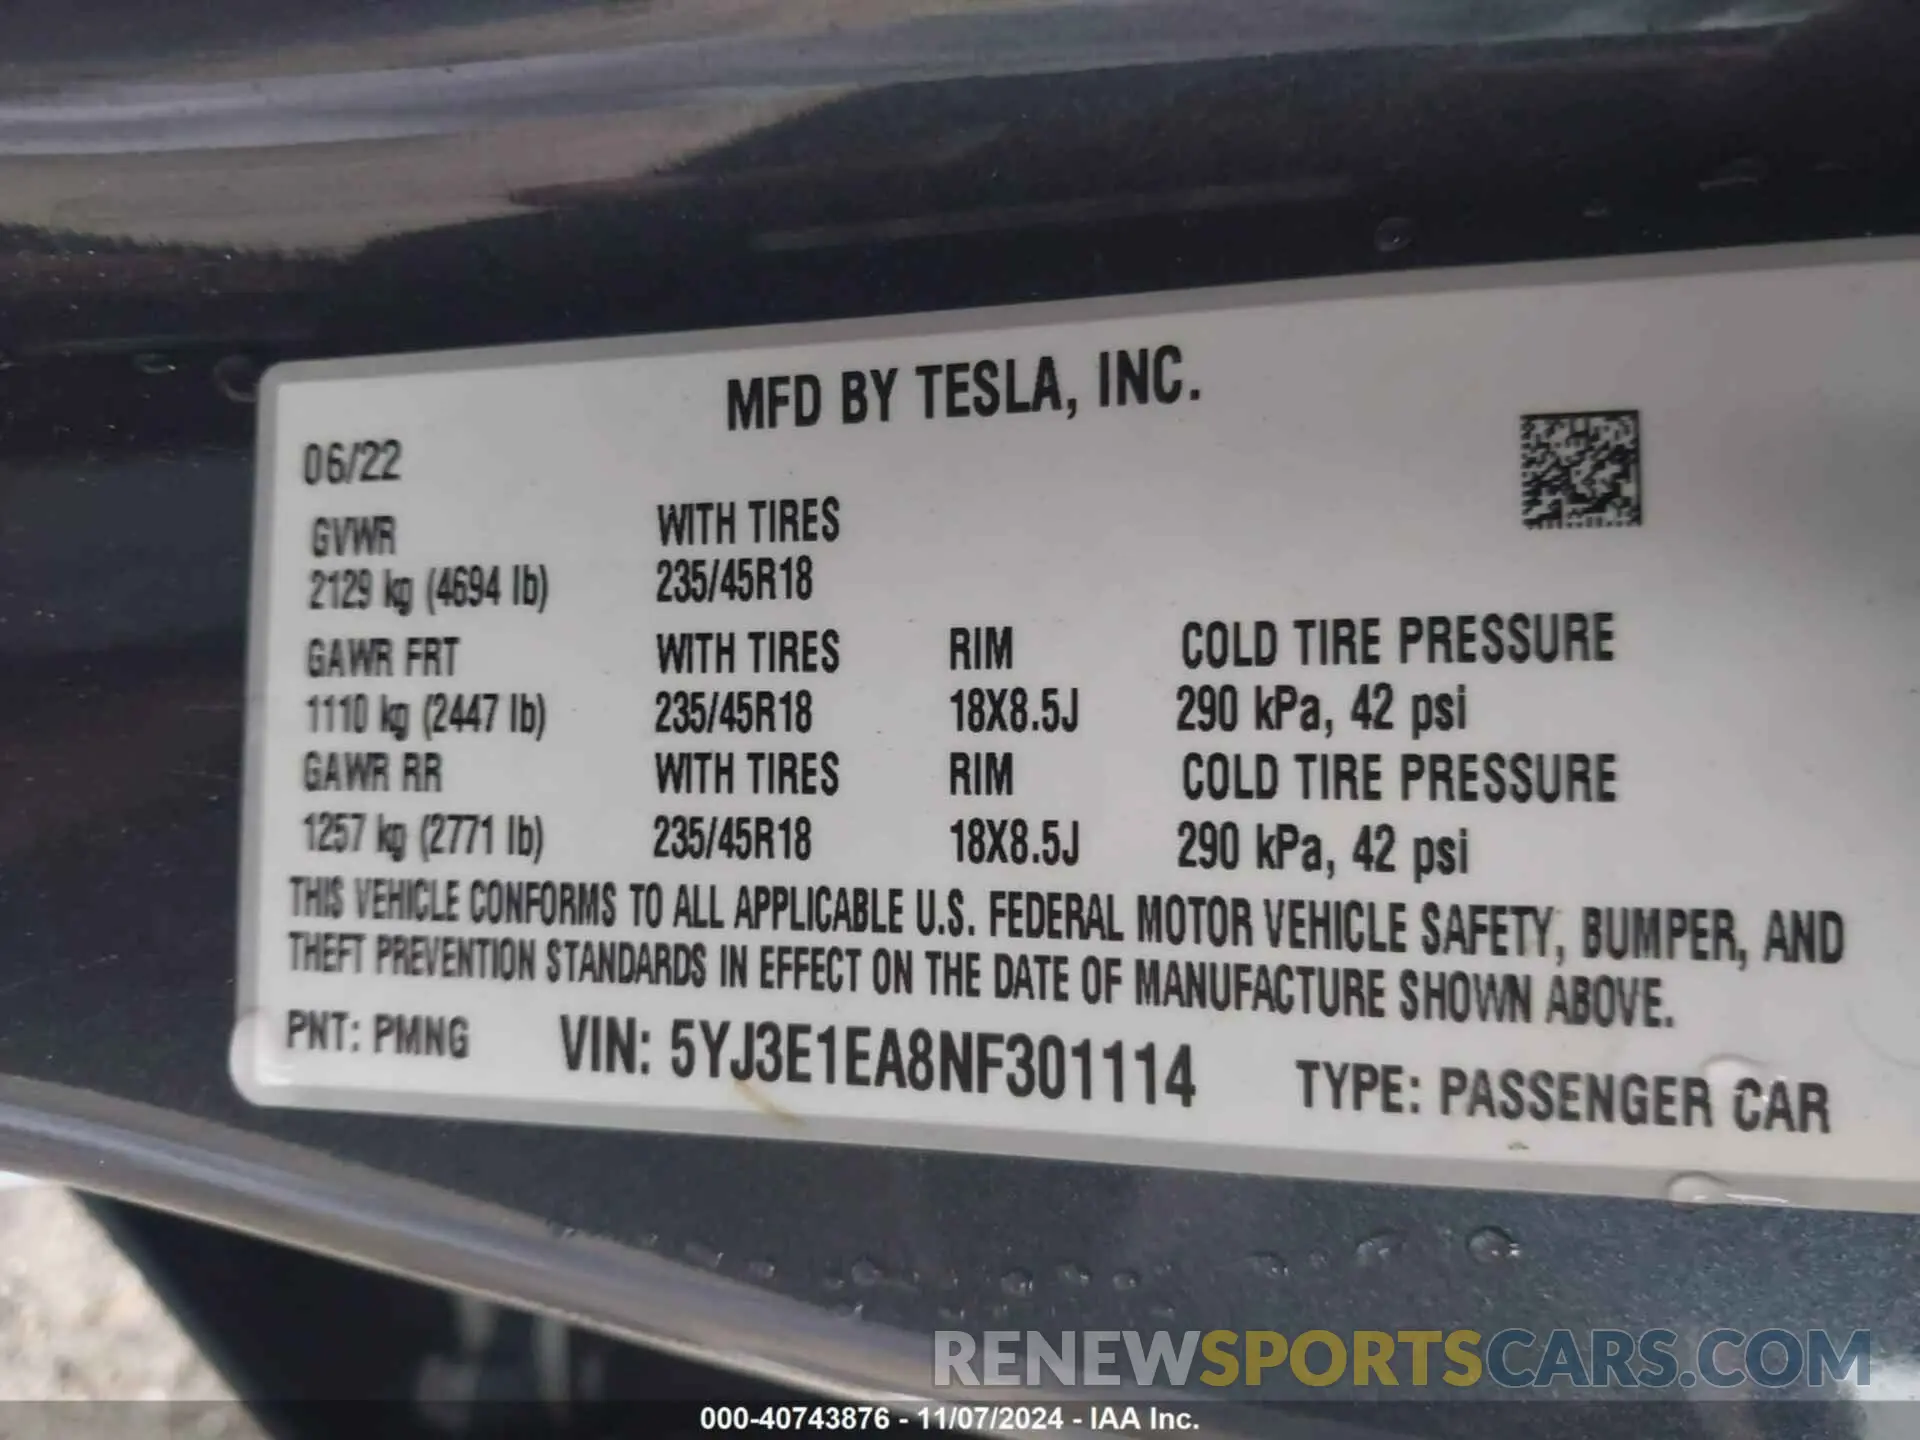 MFD BY TESLA, INC.
06/22
GVWR WITH TIRES
2129 kg (4694 lb) 235/45R18
GAWR FRT WITH TIRES RIM COLD TIRE PRESSURE
1110 kg (2447 lb) 235/45R18 18X8.5J 290 kPa, 42 psi
GAWR RR WITH TIRES RIM COLD TIRE PRESSURE
1257 kg (2771 lb) 235/45R18 18X8.5J 290 kPa, 42 psi
THIS VEHICLE CONFORMS TO ALL APPLICABLE U.S. FEDERAL MOTOR VEHICLE SAFETY, BUMPER, AND
THEFT PREVENTION STANDARDS IN EFFECT ON THE DATE OF MANUFACTURE SHOWN ABOVE.
PNT: PMNG VIN: 5YJ3E1EA8NF301114 TYPE: PASSENGER CAR
RENEWSPORTSCARS.COM
000-40743876 - 11/07/2024 - IAA Inc.